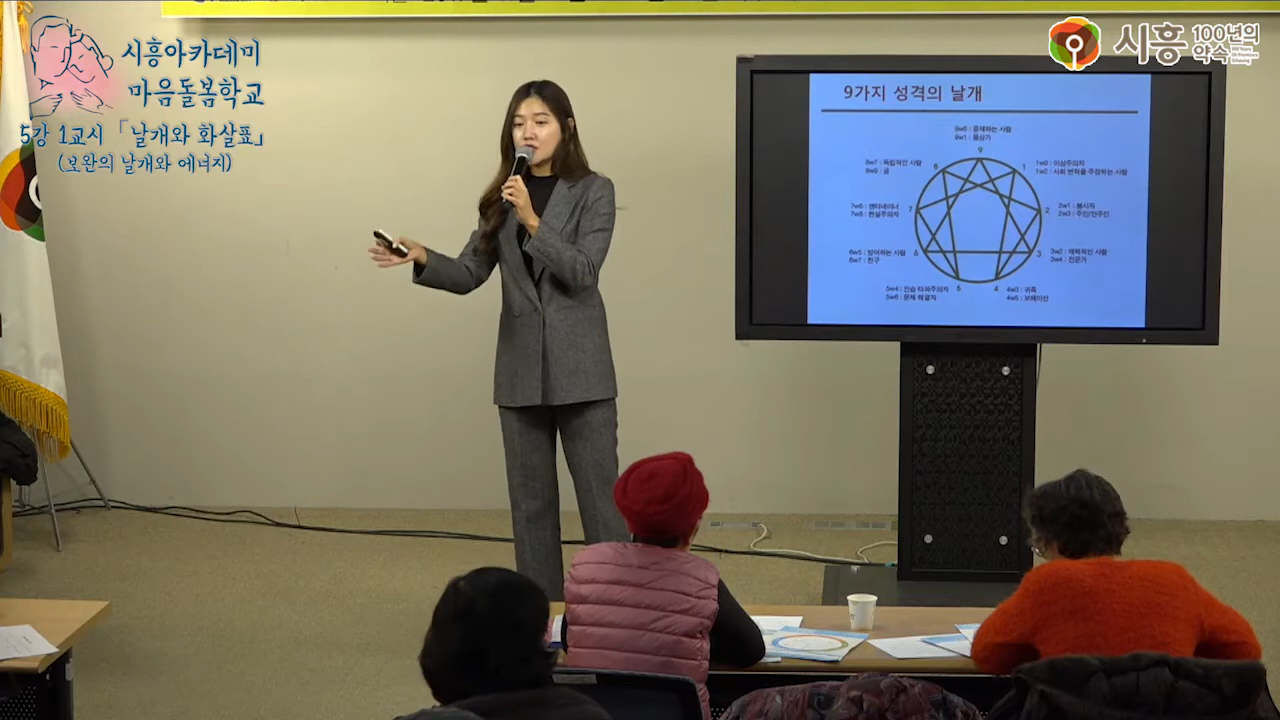 시흥아카데미
마음돌봄학교
5강 1교시 「날개와 화살표」
(보완의 날개와 에너지)
시흥 100년의 약속
9가지 성격의 날개
9w8 : 중재하는 사람
9w1 : 몽상가
8w7 : 독립적인 사람
8w9 : 곰
1w9 : 이상주의자
1w2 : 사회 변혁을 주장하는 사람
7w6 : 엔터테이너
7w8 : 현실주의자
2w1 : 봉사자
2w3 : 주인/안주인
6w5 : 방어하는 사람
6w7 : 친구
3w2 : 매력적인 사람
3w4 : 전문가
5w4 : 인습 타파주의자
5w6 : 문제 해결자
4w3 : 귀족
4w5 : 보헤미안
9
8
1
7
2
6
3
5
4